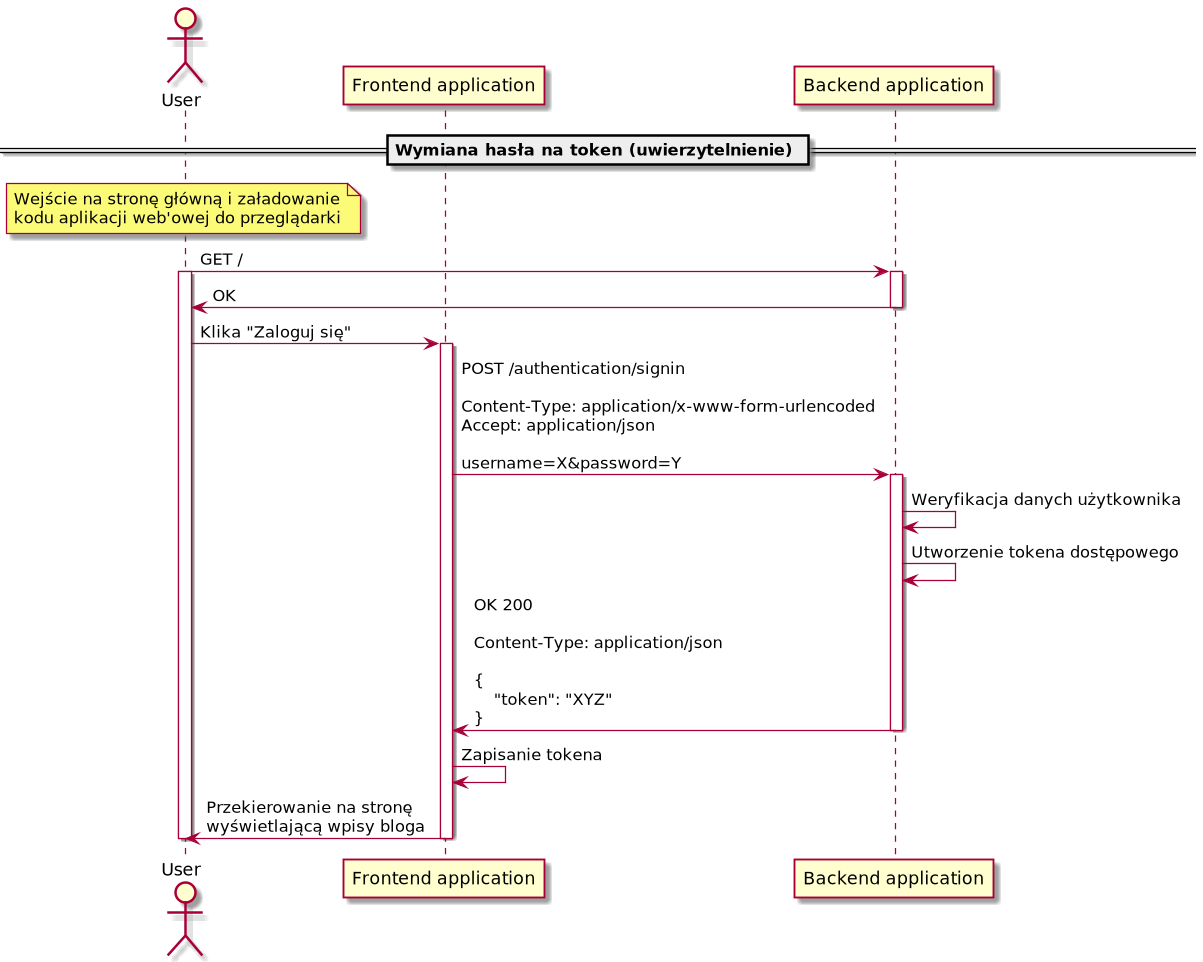 User
Frontend application
Backend application
Wymiana hasła na token (uwierzytelnienie)
Wejście na stronę główną i załadowanie
kodu aplikacji web'owej do przeglądarki
GET /
OK
Klika "Zaloguj się"
POST /authentication/signin
Content-Type: application/x-www-form-urlencoded
Accept: application/json
username=X&password=Y
Weryfikacja danych użytkownika
Utworzenie tokena dostępowego
OK 200
Content-Type: application/json
{
"token": "XYZ"
}
Zapisanie tokena
Przekierowanie na stronę
wyświetlającą wpisy bloga
User
Frontend application
Backend application